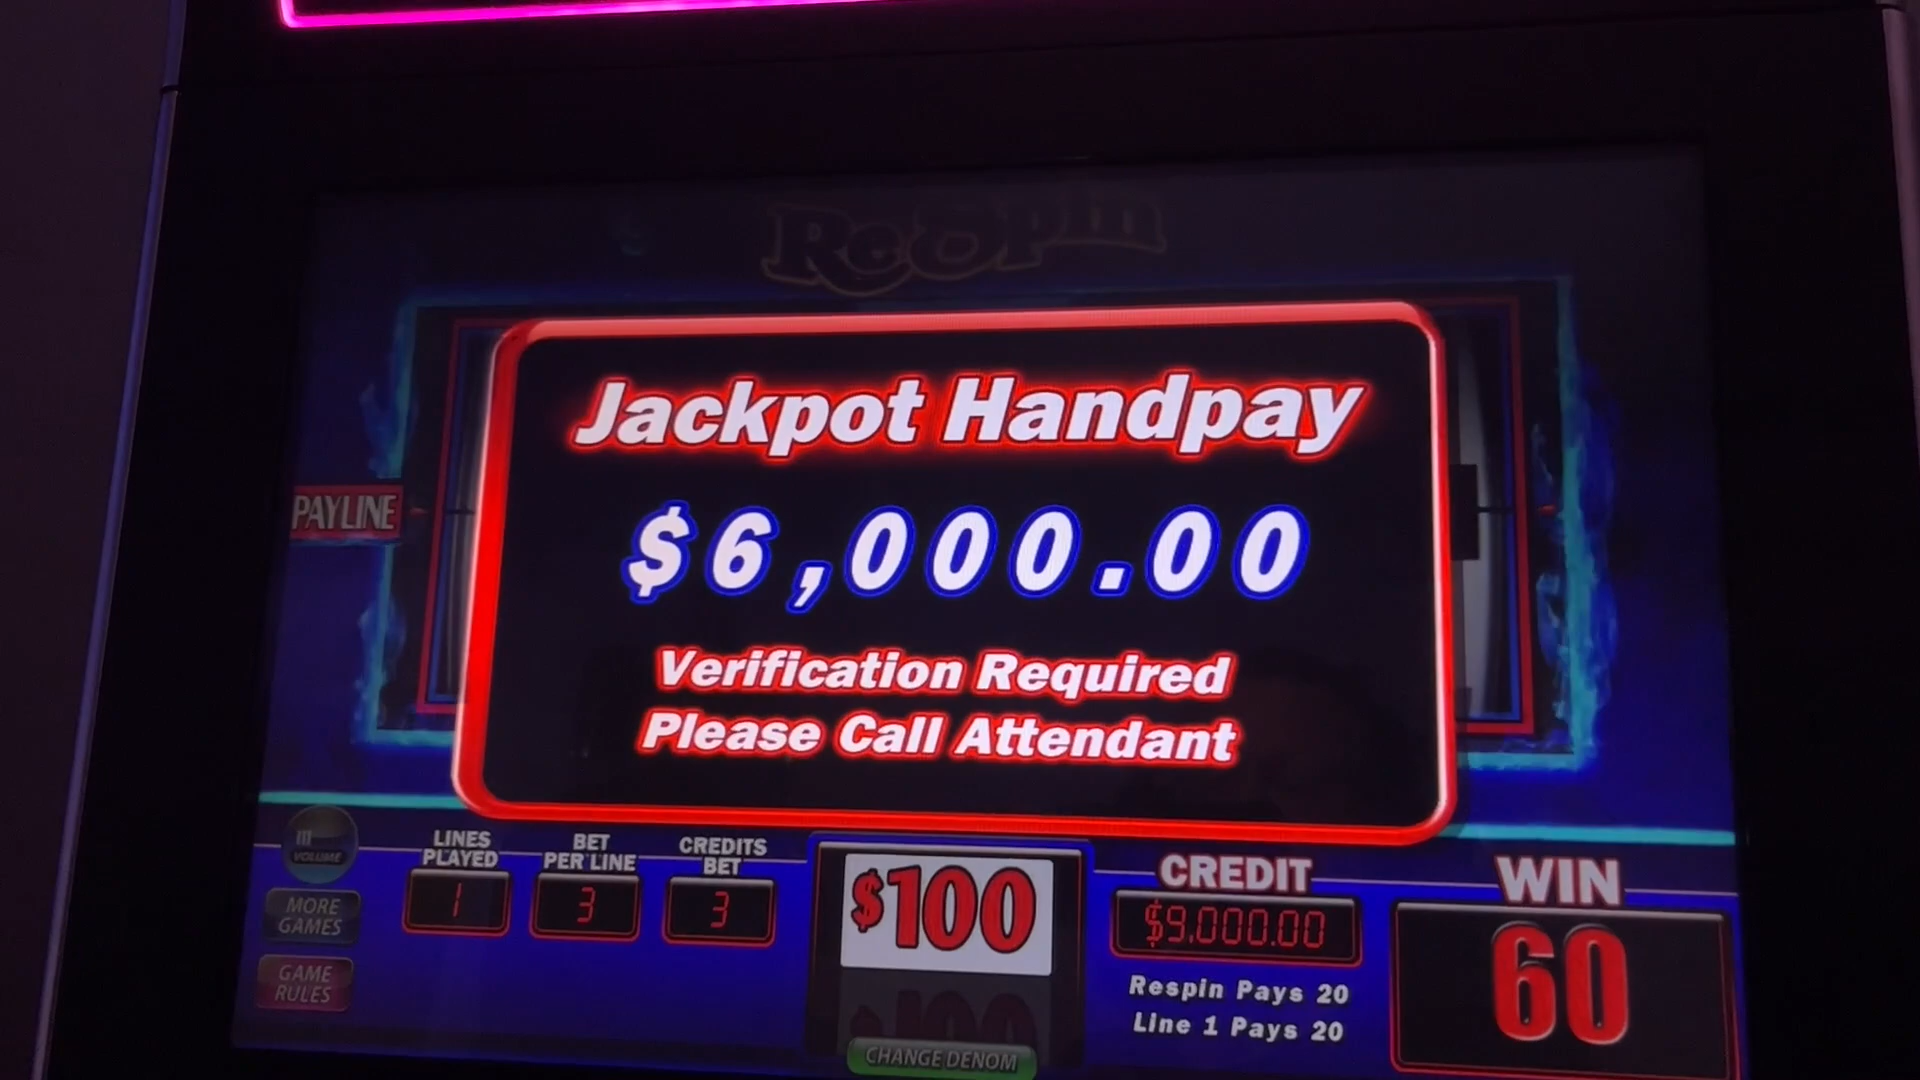 ReSpin
Jackpot Handpay
$6,000.00
PAYLINE
Verification Required
Please Call Attendant
VOLUME
LINES
PLAYED
1
BET
PER LINE
3
CREDITS
BET
3
$100
$100
CREDIT
$9,000.00
WIN
60
MORE
GAMES
GAME
RULES
Respin Pays 20
Line 1 Pays 20
CHANGE DENOM